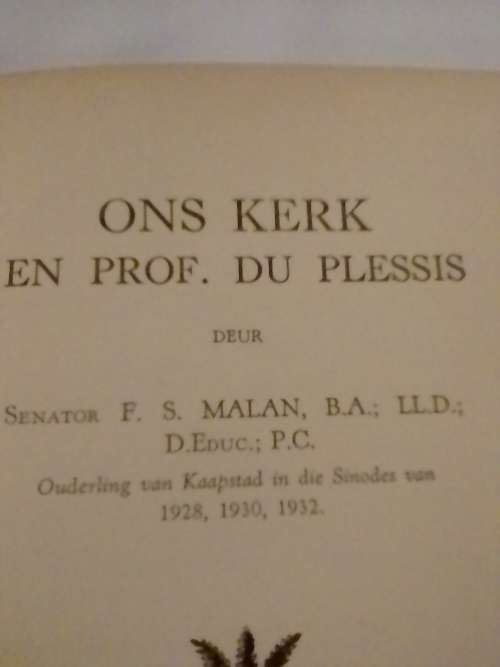 ONS KERK
EN PROF. DU PLESSIS
DEUR
SENATOR F. S. MALAN, B.A.; LL.D.;
D.EDUC.; P.C.
Ouderling van Kaapstad in die Sinodes van
1928, 1930, 1932.